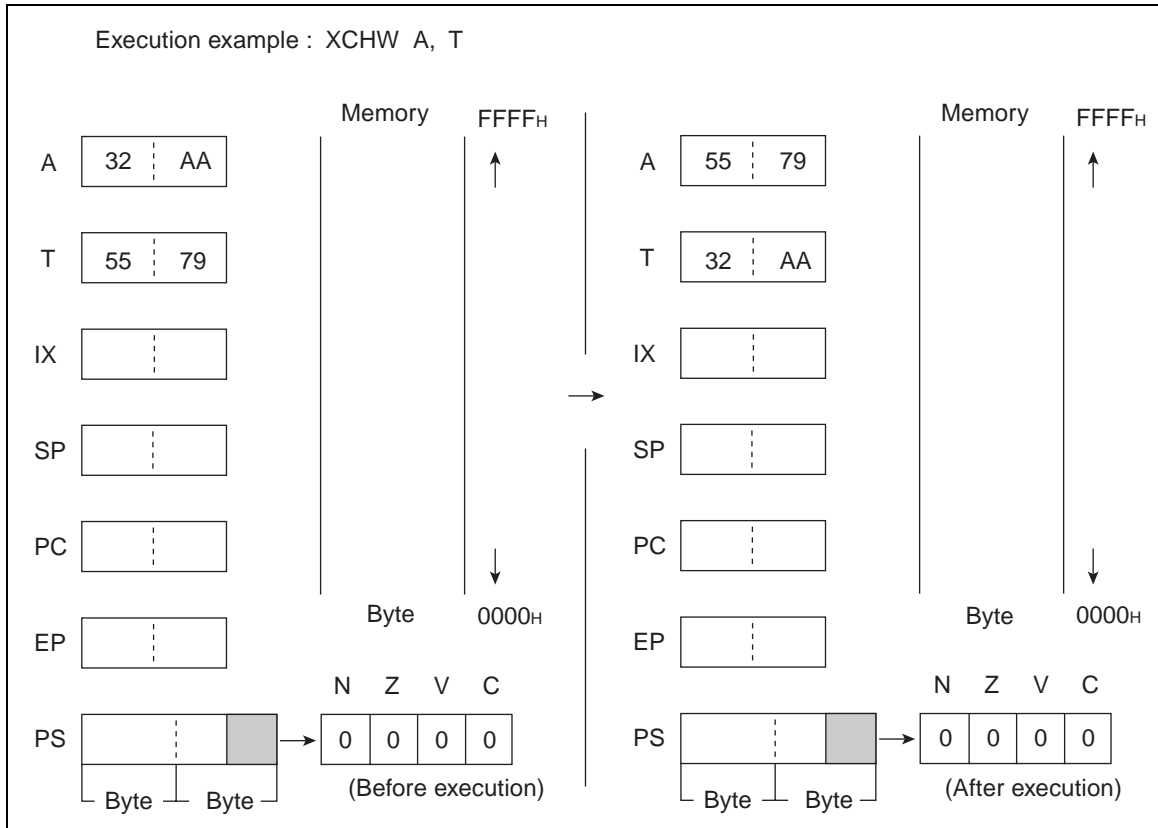 Execution example : XCHW A, T
Memory FFFFH
A 32 AA
T 55 79
IX
SP
PC
EP
Byte 0000H
N Z V C
PS 0 0 0 0
Byte Byte (Before execution)
Memory FFFFH
A 55 79
T 32 AA
IX
SP
PC
EP
Byte 0000H
N Z V C
PS 0 0 0 0
Byte Byte (After execution)